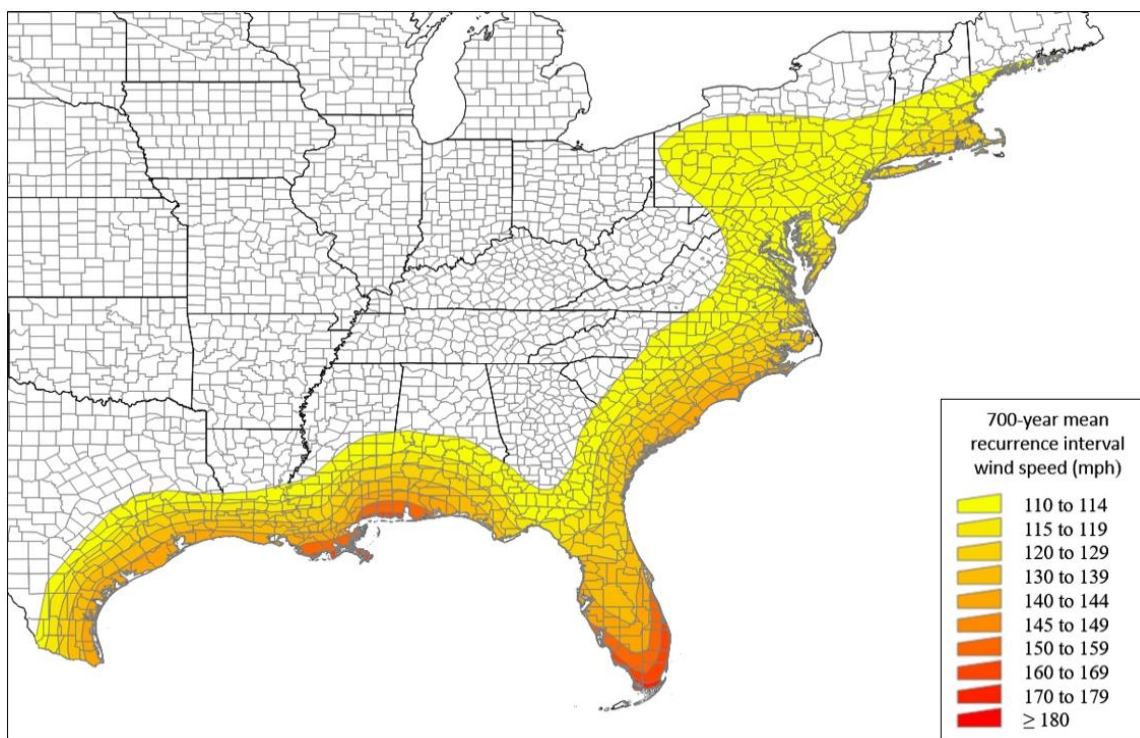 700-year mean
recurrence interval
wind speed (mph)
110 to 114
115 to 119
120 to 129
130 to 139
140 to 144
145 to 149
150 to 159
160 to 169
170 to 179
≥ 180